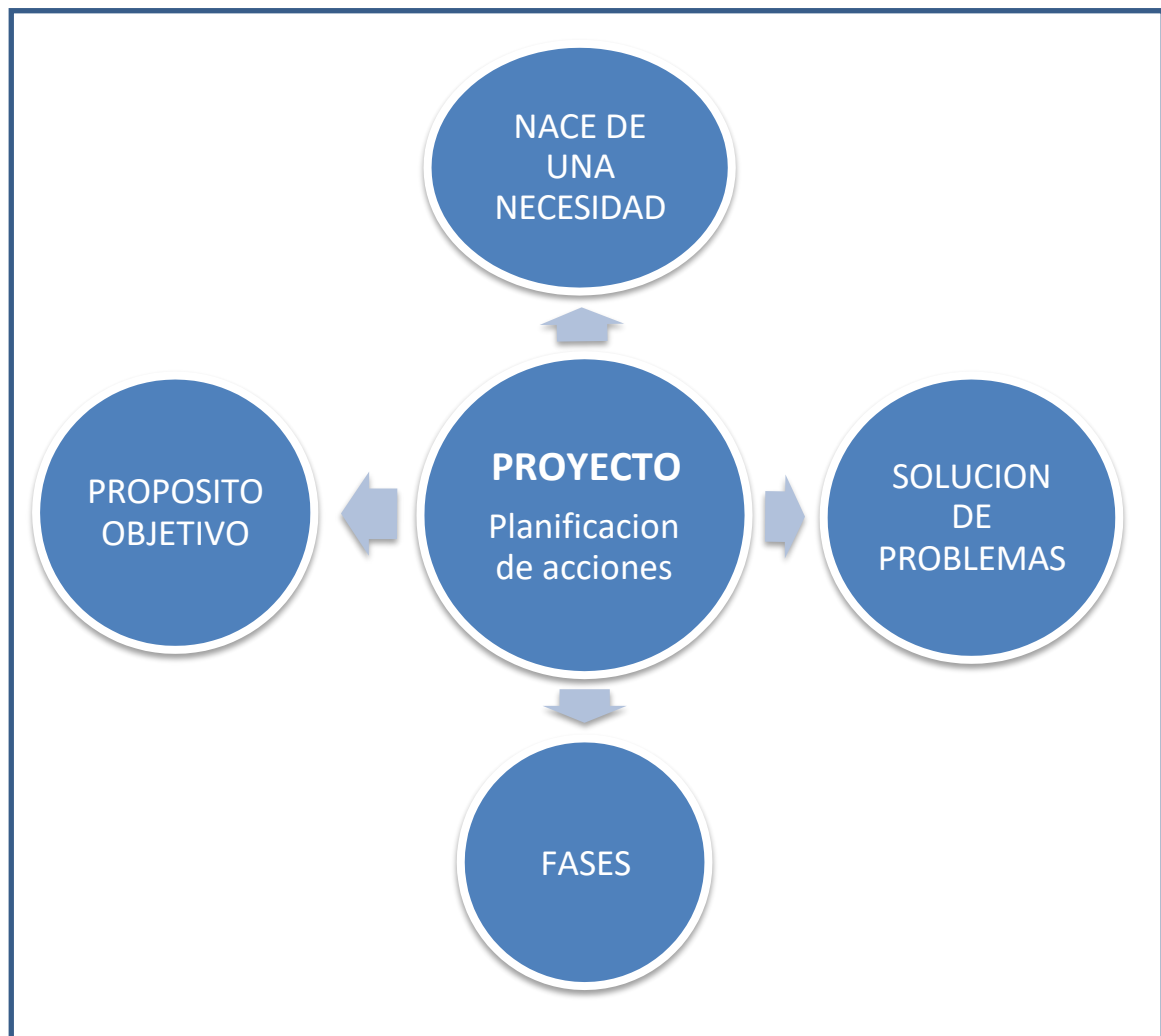 NACE DE
UNA
NECESIDAD
PROPOSITO
OBJETIVO
PROYECTO
Planificacion
de acciones
SOLUCION
DE
PROBLEMAS
FASES